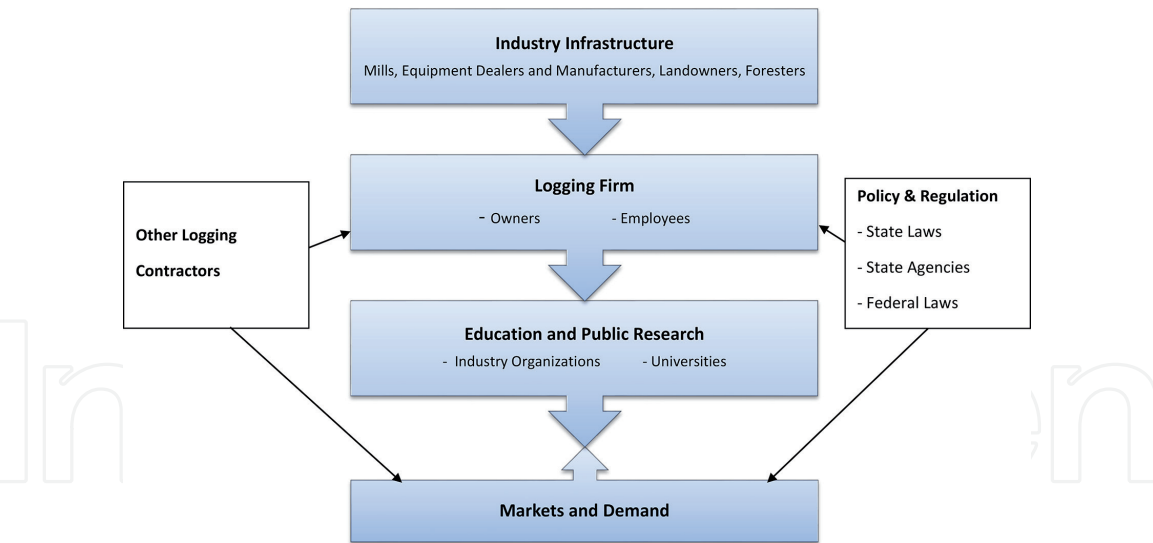 Industry Infrastructure
Mills, Equipment Dealers and Manufacturers, Landowners, Foresters
Logging Firm
- Owners - Employees
Other Logging
Contractors
Policy & Regulation
- State Laws
- State Agencies
- Federal Laws
Education and Public Research
- Industry Organizations - Universities
Markets and Demand